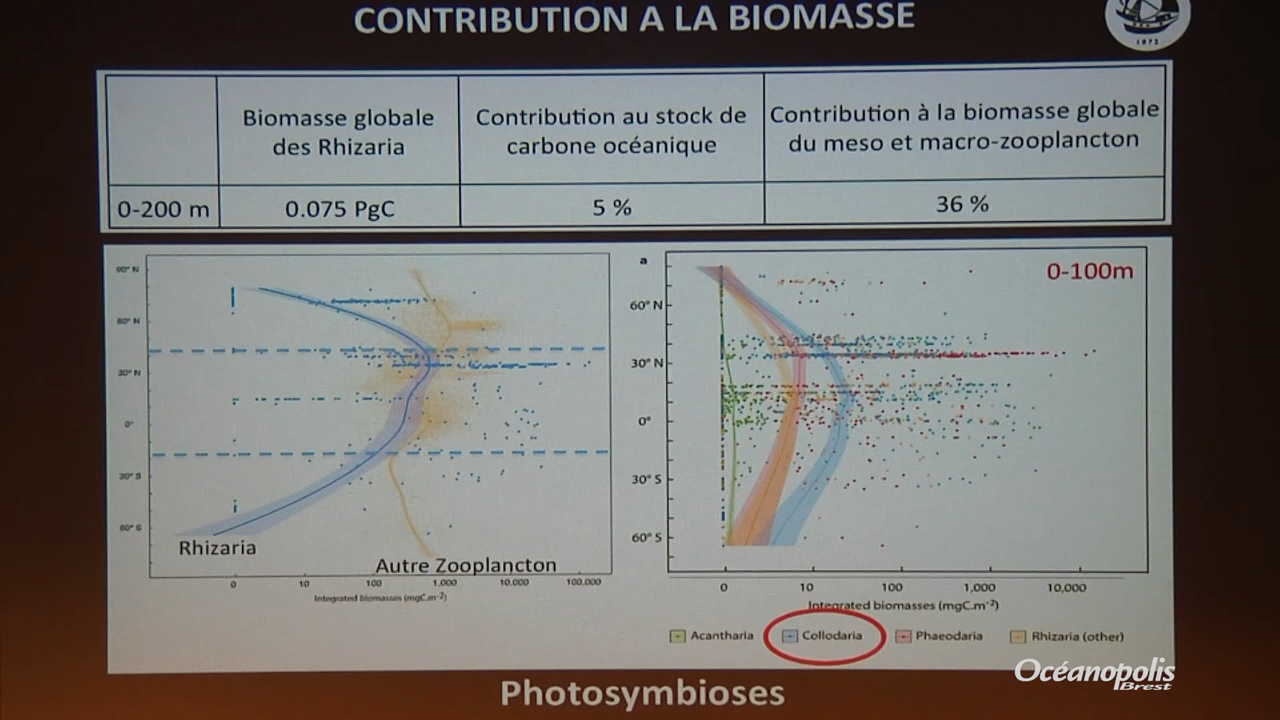 CONTRIBUTION A LA BIOMASSE
1872
Biomasse globale
des Rhizaria
Contribution au stock de
carbone océanique
Contribution à la biomasse globale
du meso et macro-zooplancton
0-200 m
0.075 PgC
5 %
36 %
60° N
30° N
0°
30° S
60° S
Rhizaria
Autre Zooplancton
0 10 100 1,000 10,000 100,000
Integrated biomasses (mgC.m⁻²)
a
0-100m
60° N
30° N
0°
30° S
60° S
0 10 100 1,000 10,000
Integrated biomasses (mgC.m⁻²)
Acantharia Collodaria Phaeodaria Rhizaria (other)
Océanopolis
Brest
Photosymbioses